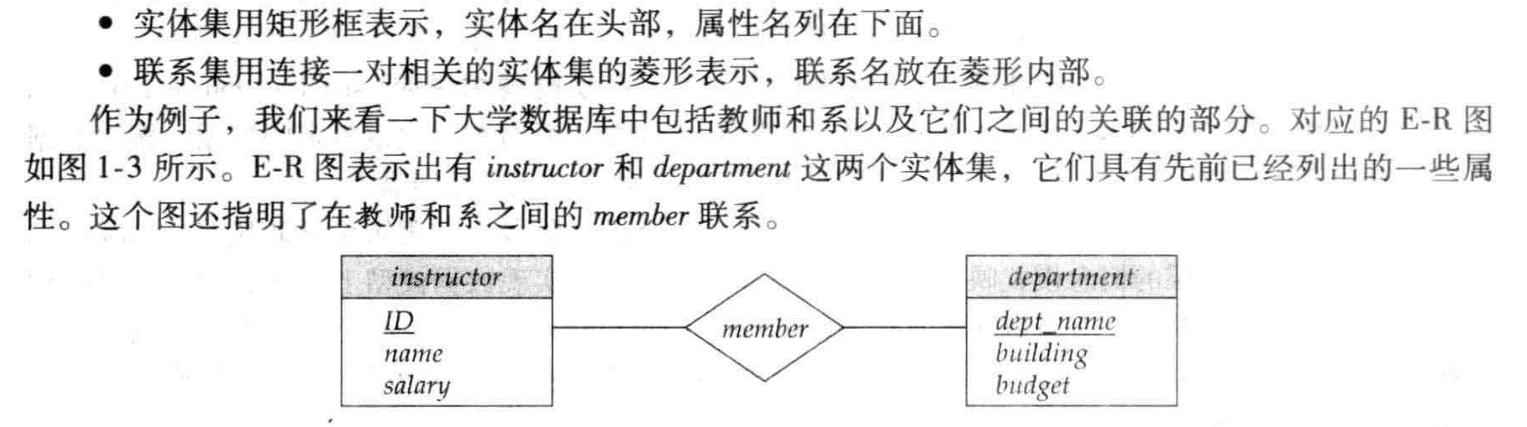 ● 实体集用矩形框表示，实体名在头部，属性名列在下面。
● 联系集用连接一对相关的实体集的菱形表示，联系名放在菱形内部。
作为例子，我们来看一下大学数据库中包括教师和系以及它们之间的关联的部分。对应的 E-R 图
如图 1-3 所示。E-R 图表示出有 instructor 和 department 这两个实体集，它们具有先前已经列出的一些属
性。这个图还指明了在教师和系之间的 member 联系。
instructor
ID
name
salary
member
department
dept_name
building
budget